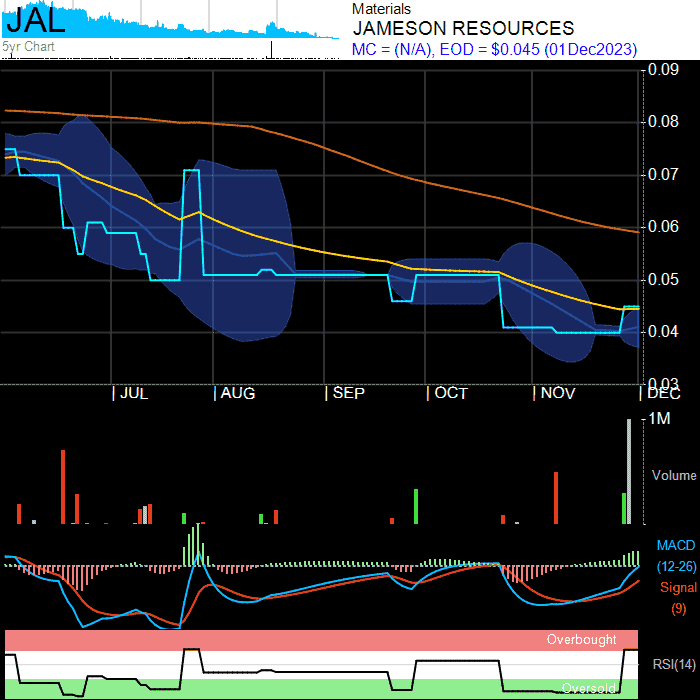 JAL
5yr Chart
Materials
JAMESON RESOURCES
MC = (N/A), EOD = $0.045 (01Dec2023)
0.09
0.08
0.07
0.06
0.05
0.04
0.03
JUL AUG SEP OCT NOV DEC
1M
Volume
MACD
(12-26)
Signal
(9)
Overbought
RSI(14)
Oversold